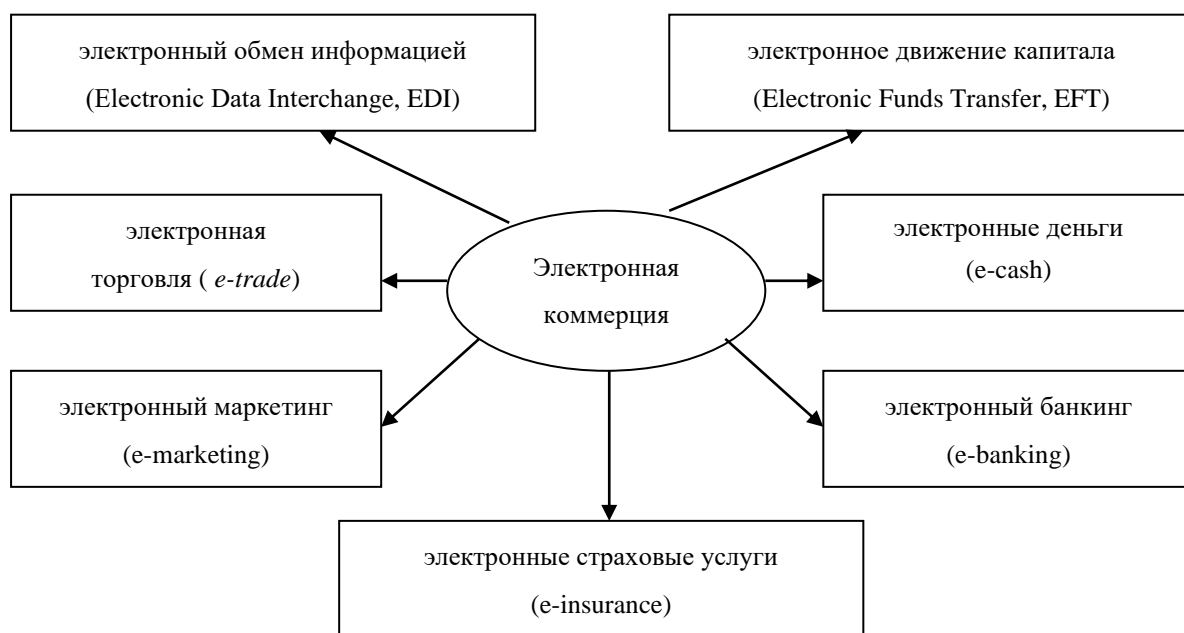 электронный обмен информацией
(Electronic Data Interchange, EDI)
электронное движение капитала
(Electronic Funds Transfer, EFT)
электронная
торговля ( e-trade)
Электронная
коммерция
электронные деньги
(e-cash)
электронный маркетинг
(e-marketing)
электронный банкинг
(e-banking)
электронные страховые услуги
(e-insurance)